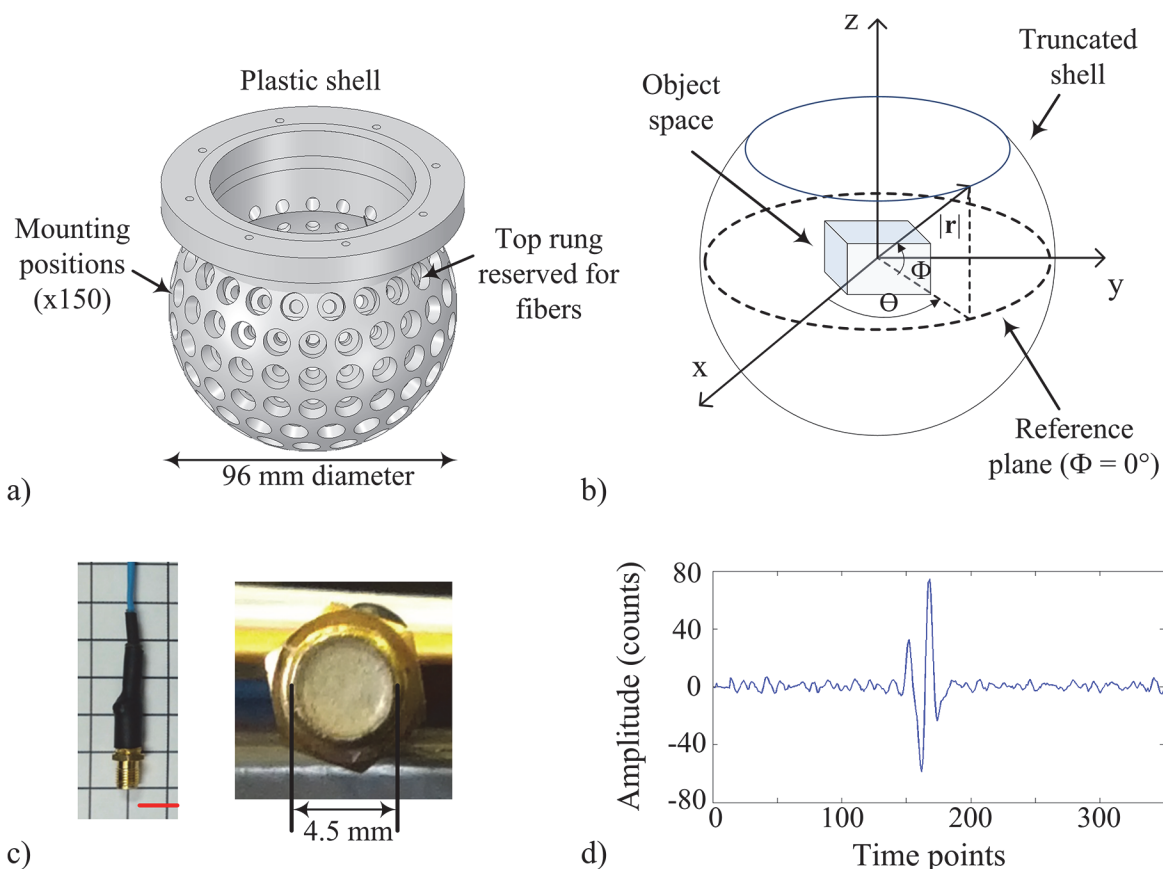 Plastic shell
Mounting
positions
(x150)
Top rung
reserved for
fibers
96 mm diameter
a)
z
Truncated
shell
Object
space
|r|
Φ
Θ
y
x
Reference
plane (Φ = 0°)
b)
4.5 mm
c)
80
40
0
-40
-80
Amplitude (counts)
0
100
200
300
Time points
d)